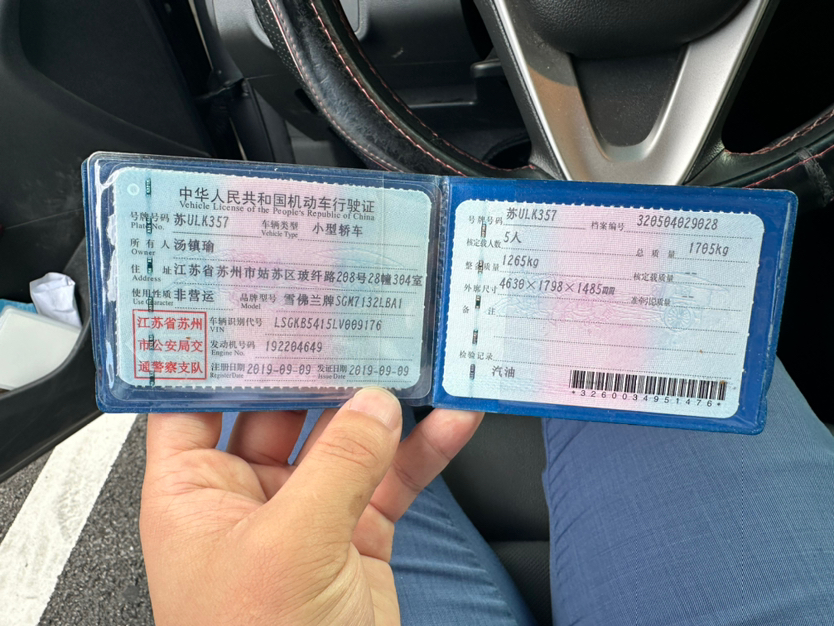 中华人民共和国机动车行驶证
Vehicle License of the People's Republic of China
号牌号码 苏ULK357 车辆类型 小型轿车
Plate No. Vehicle Type
所有人 汤镇瑜
Owner
住址 江苏省苏州市姑苏区玻纤路208号28幢304室
Address
使用性质 非营运 品牌型号 雪佛兰牌SGM7132LBA1
Use Character Model
江苏省苏州
市公安局交
通警察支队
车辆识别代号 LSGKB5415LV009176
VIN
发动机号码 192204649
Engine No.
注册日期 2019-09-09 发证日期 2019-09-09
Register Date Issue Date
号牌号码 苏ULK357 档案编号 320504029028
核定载人数 5人 总质量 1705kg
整备质量 1265kg 核定载质量 --
外廓尺寸 4630×1798×1485mm --
备注
检验记录
汽油
*3260034951476*